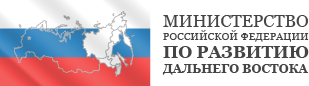 МИНИСТЕРСТВО
РОССИЙСКОЙ ФЕДЕРАЦИИ
ПО РАЗВИТИЮ
ДАЛЬНЕГО ВОСТОКА